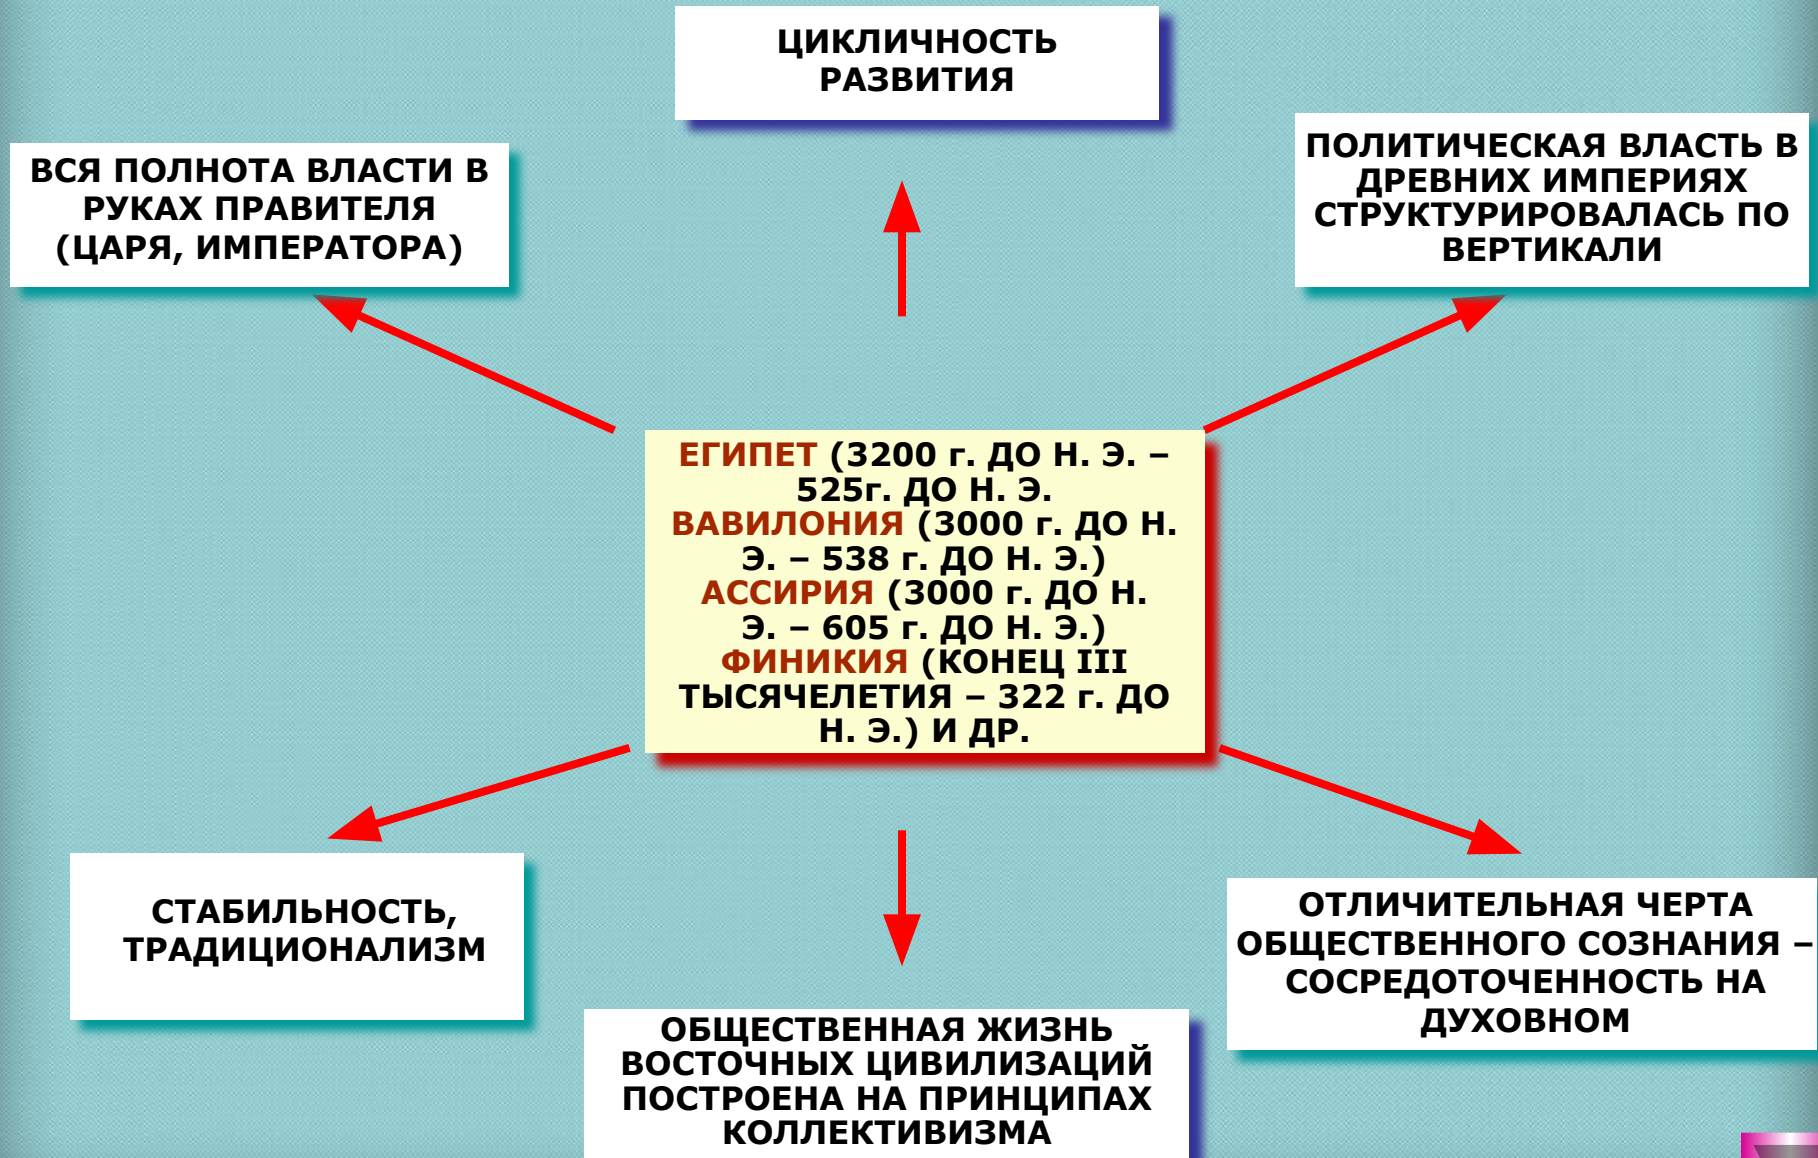 ЦИКЛИЧНОСТЬ
РАЗВИТИЯ
ВСЯ ПОЛНОТА ВЛАСТИ В
РУКАХ ПРАВИТЕЛЯ
(ЦАРЯ, ИМПЕРАТОРА)
ПОЛИТИЧЕСКАЯ ВЛАСТЬ В
ДРЕВНИХ ИМПЕРИЯХ
СТРУКТУРИРОВАЛАСЬ ПО
ВЕРТИКАЛИ
ЕГИПЕТ (3200 г. ДО Н. Э. –
525г. ДО Н. Э.
ВАВИЛОНИЯ (3000 г. ДО Н.
Э. – 538 г. ДО Н. Э.)
АССИРИЯ (3000 г. ДО Н.
Э. – 605 г. ДО Н. Э.)
ФИНИКИЯ (КОНЕЦ III
ТЫСЯЧЕЛЕТИЯ – 322 г. ДО
Н. Э.) И ДР.
СТАБИЛЬНОСТЬ,
ТРАДИЦИОНАЛИЗМ
ОБЩЕСТВЕННАЯ ЖИЗНЬ
ВОСТОЧНЫХ ЦИВИЛИЗАЦИЙ
ПОСТРОЕНА НА ПРИНЦИПАХ
КОЛЛЕКТИВИЗМА
ОТЛИЧИТЕЛЬНАЯ ЧЕРТА
ОБЩЕСТВЕННОГО СОЗНАНИЯ –
СОСРЕДОТОЧЕННОСТЬ НА
ДУХОВНОМ